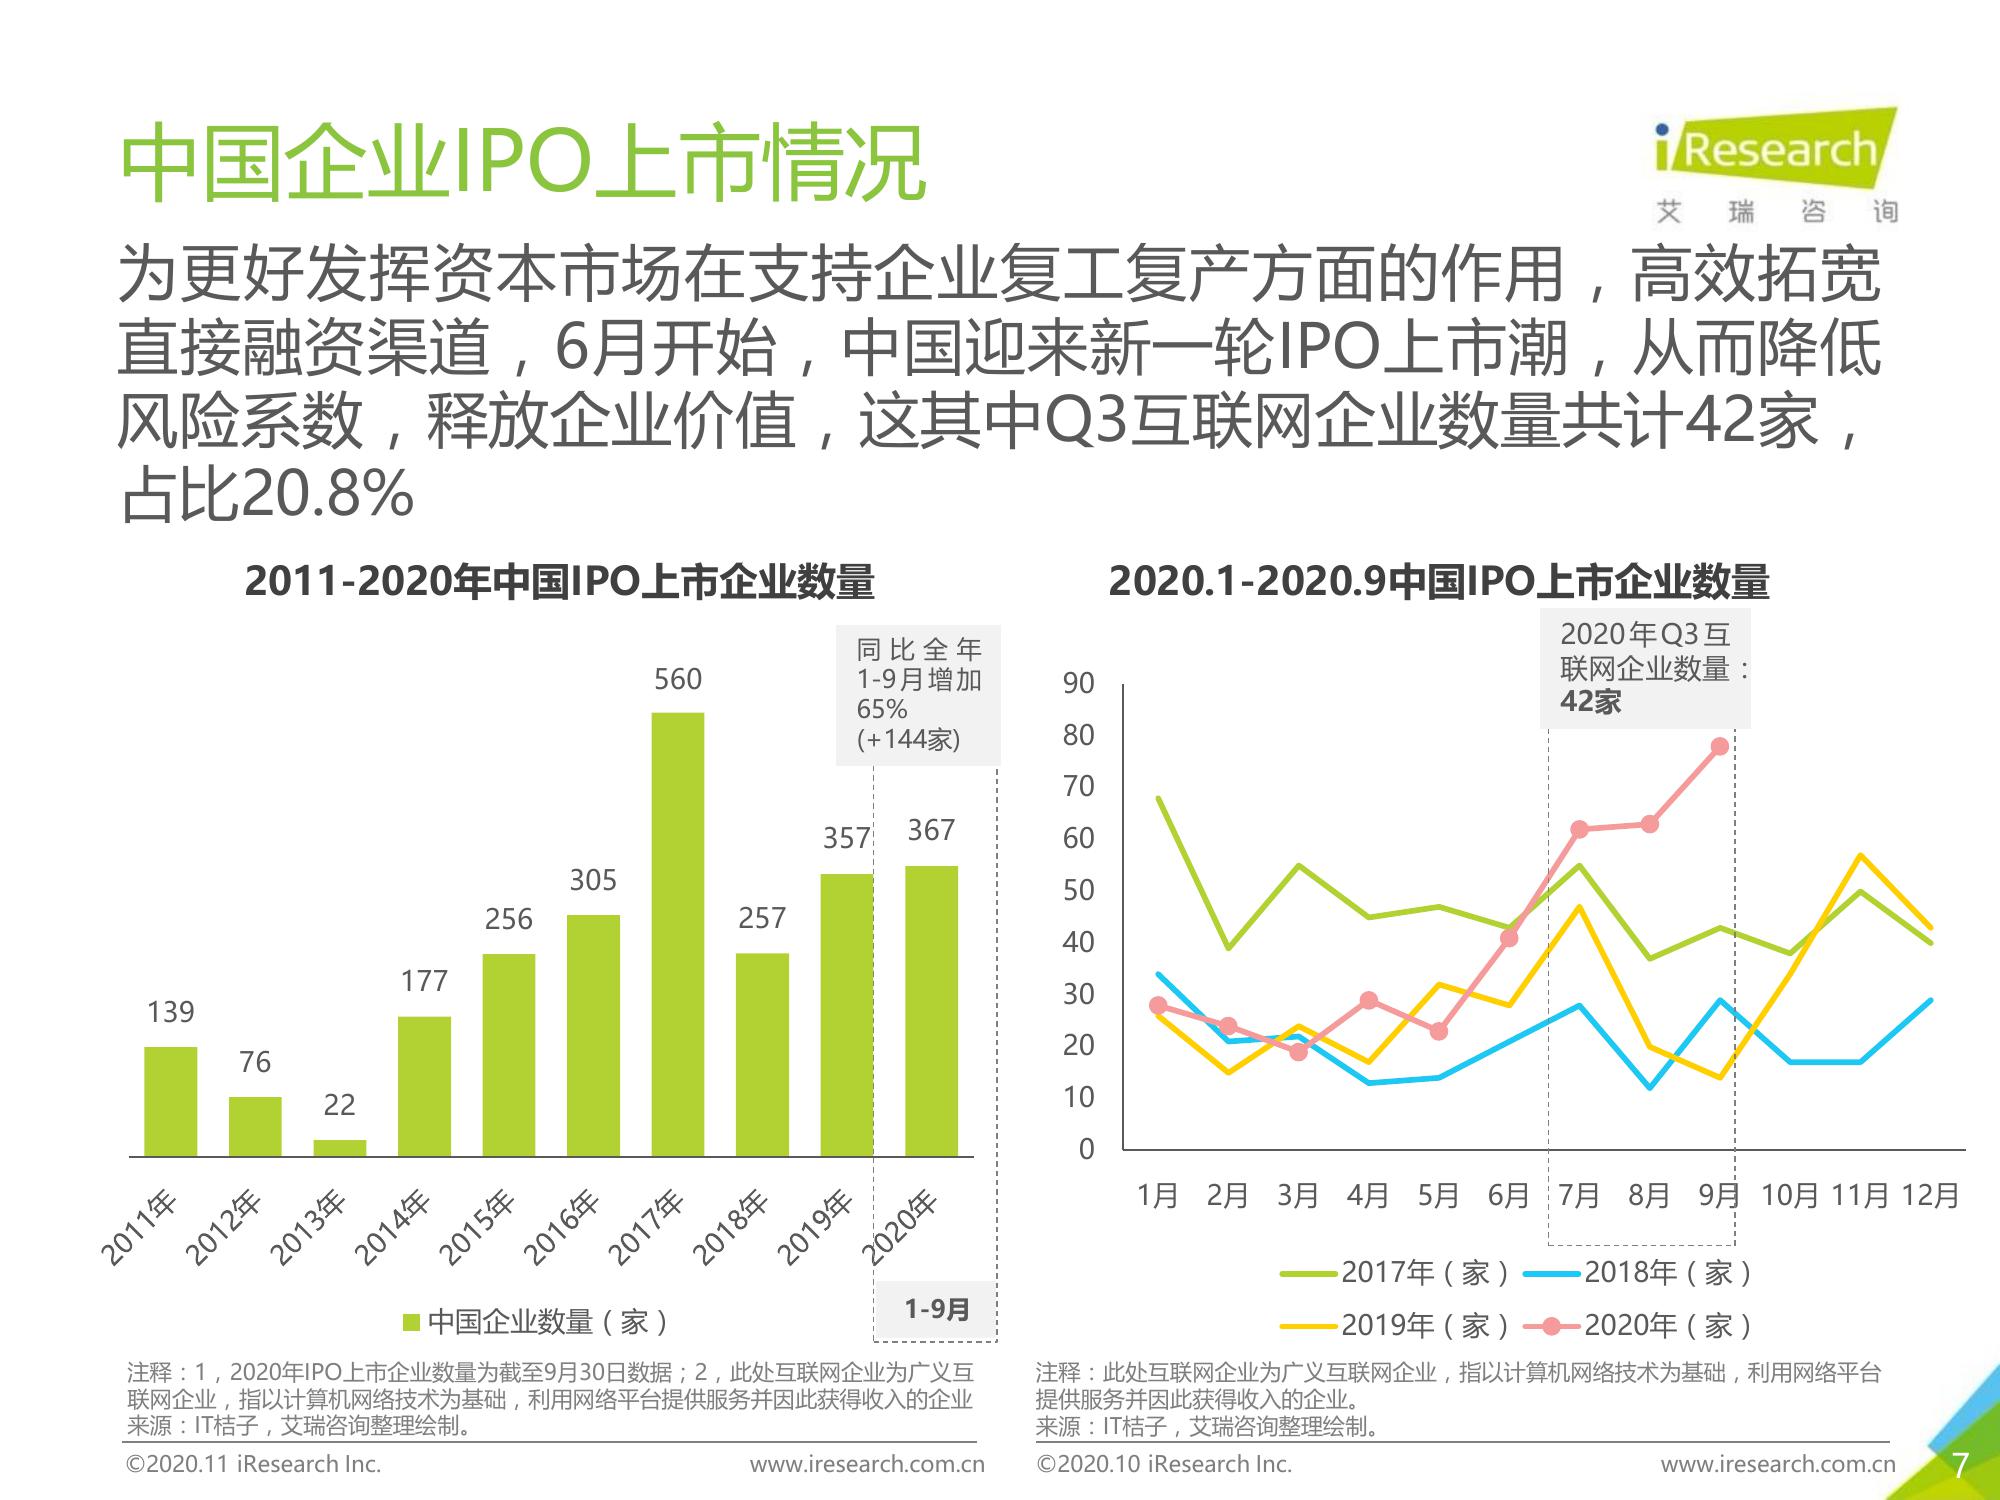 中国企业IPO上市情况
iResearch
艾瑞咨询
为更好发挥资本市场在支持企业复工复产方面的作用，高效拓宽
直接融资渠道，6月开始，中国迎来新一轮IPO上市潮，从而降低
风险系数，释放企业价值，这其中Q3互联网企业数量共计42家，
占比20.8%
2011-2020年中国IPO上市企业数量
同比全年
1-9月增加
65%
(+144家)
560
357
367
305
256
257
177
139
76
22
2011年 2012年 2013年 2014年 2015年 2016年 2017年 2018年 2019年 2020年
1-9月
中国企业数量（家）
注释：1，2020年IPO上市企业数量为截至9月30日数据；2，此处互联网企业为广义互
联网企业，指以计算机网络技术为基础，利用网络平台提供服务并因此获得收入的企业
来源：IT桔子，艾瑞咨询整理绘制。
©2020.11 iResearch Inc.
www.iresearch.com.cn
2020.1-2020.9中国IPO上市企业数量
2020年Q3互
联网企业数量：
42家
90
80
70
60
50
40
30
20
10
0
1月 2月 3月 4月 5月 6月 7月 8月 9月 10月 11月 12月
2017年（家） 2018年（家）
2019年（家） 2020年（家）
注释：此处互联网企业为广义互联网企业，指以计算机网络技术为基础，利用网络平台
提供服务并因此获得收入的企业。
来源：IT桔子，艾瑞咨询整理绘制。
©2020.10 iResearch Inc.
www.iresearch.com.cn
7